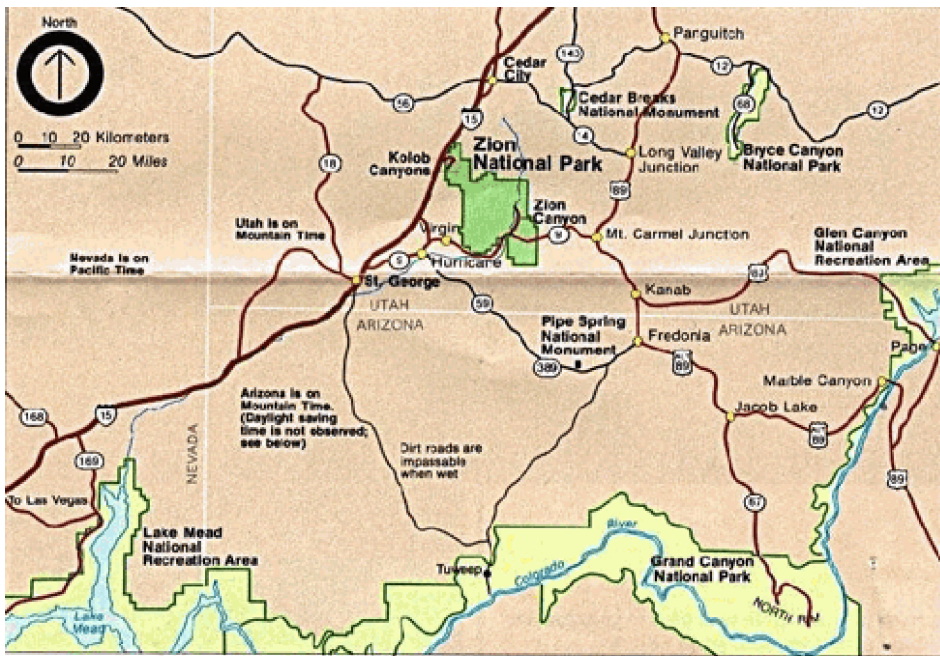 North
0 10 20 Kilometers
0 10 20 Miles
Panguitch
143
12
Cedar
City
56
15
Cedar Breaks
National Monument
14
68
12
Zion
National Park
Kolob
Canyons
Long Valley
Junction
Bryce Canyon
National Park
18
89
Zion
Canyon
Utah is on
Mountain Time
Virgin
9
Mt. Carmel Junction
Glen Canyon
National
Recreation Area
Nevada is on
Pacific Time
9
Hurricane
St. George
Kanab
UTAH
ARIZONA
59
UTAH
ARIZONA
Pipe Spring
National
Monument
Fredonia
Page
389
ALT
89
Marble Canyon
Arizona is on
Mountain Time.
(Daylight saving
time is not observed;
see below)
168
15
Jacob Lake
89
NEVADA
Dirt roads are
impassable
when wet
169
89
67
To Las Vegas
Lake Mead
National
Recreation Area
River
Colorado
Grand Canyon
National Park
Tuweep
NORTH
Lake
Mead